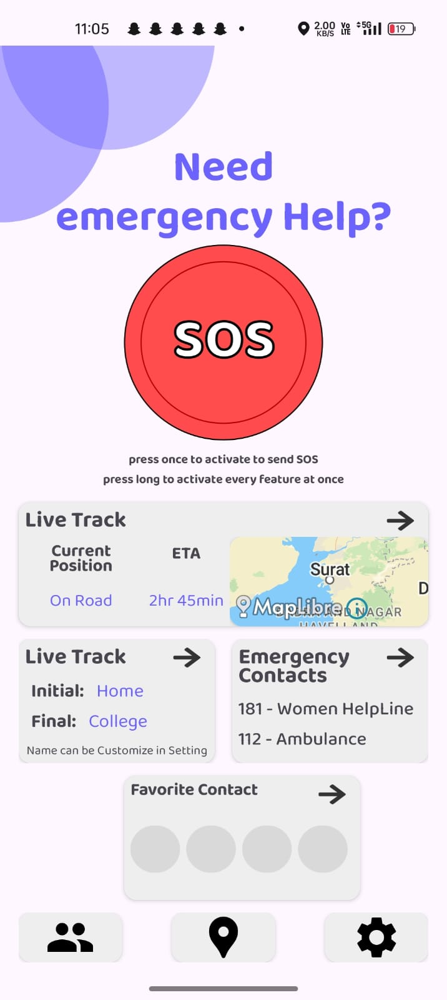 11:05
2.00 KB/S
Vo LTE
5G
19
Need
emergency Help?
SOS
press once to activate to send SOS
press long to activate every feature at once
Live Track
Current
Position
ETA
On Road
2hr 45min
Surat
D
MapLibre
DADRA AND NAGAR
HAVELI AND
Live Track
Initial: Home
Final: College
Name can be Customize in Setting
Emergency
Contacts
181 - Women HelpLine
112 - Ambulance
Favorite Contact